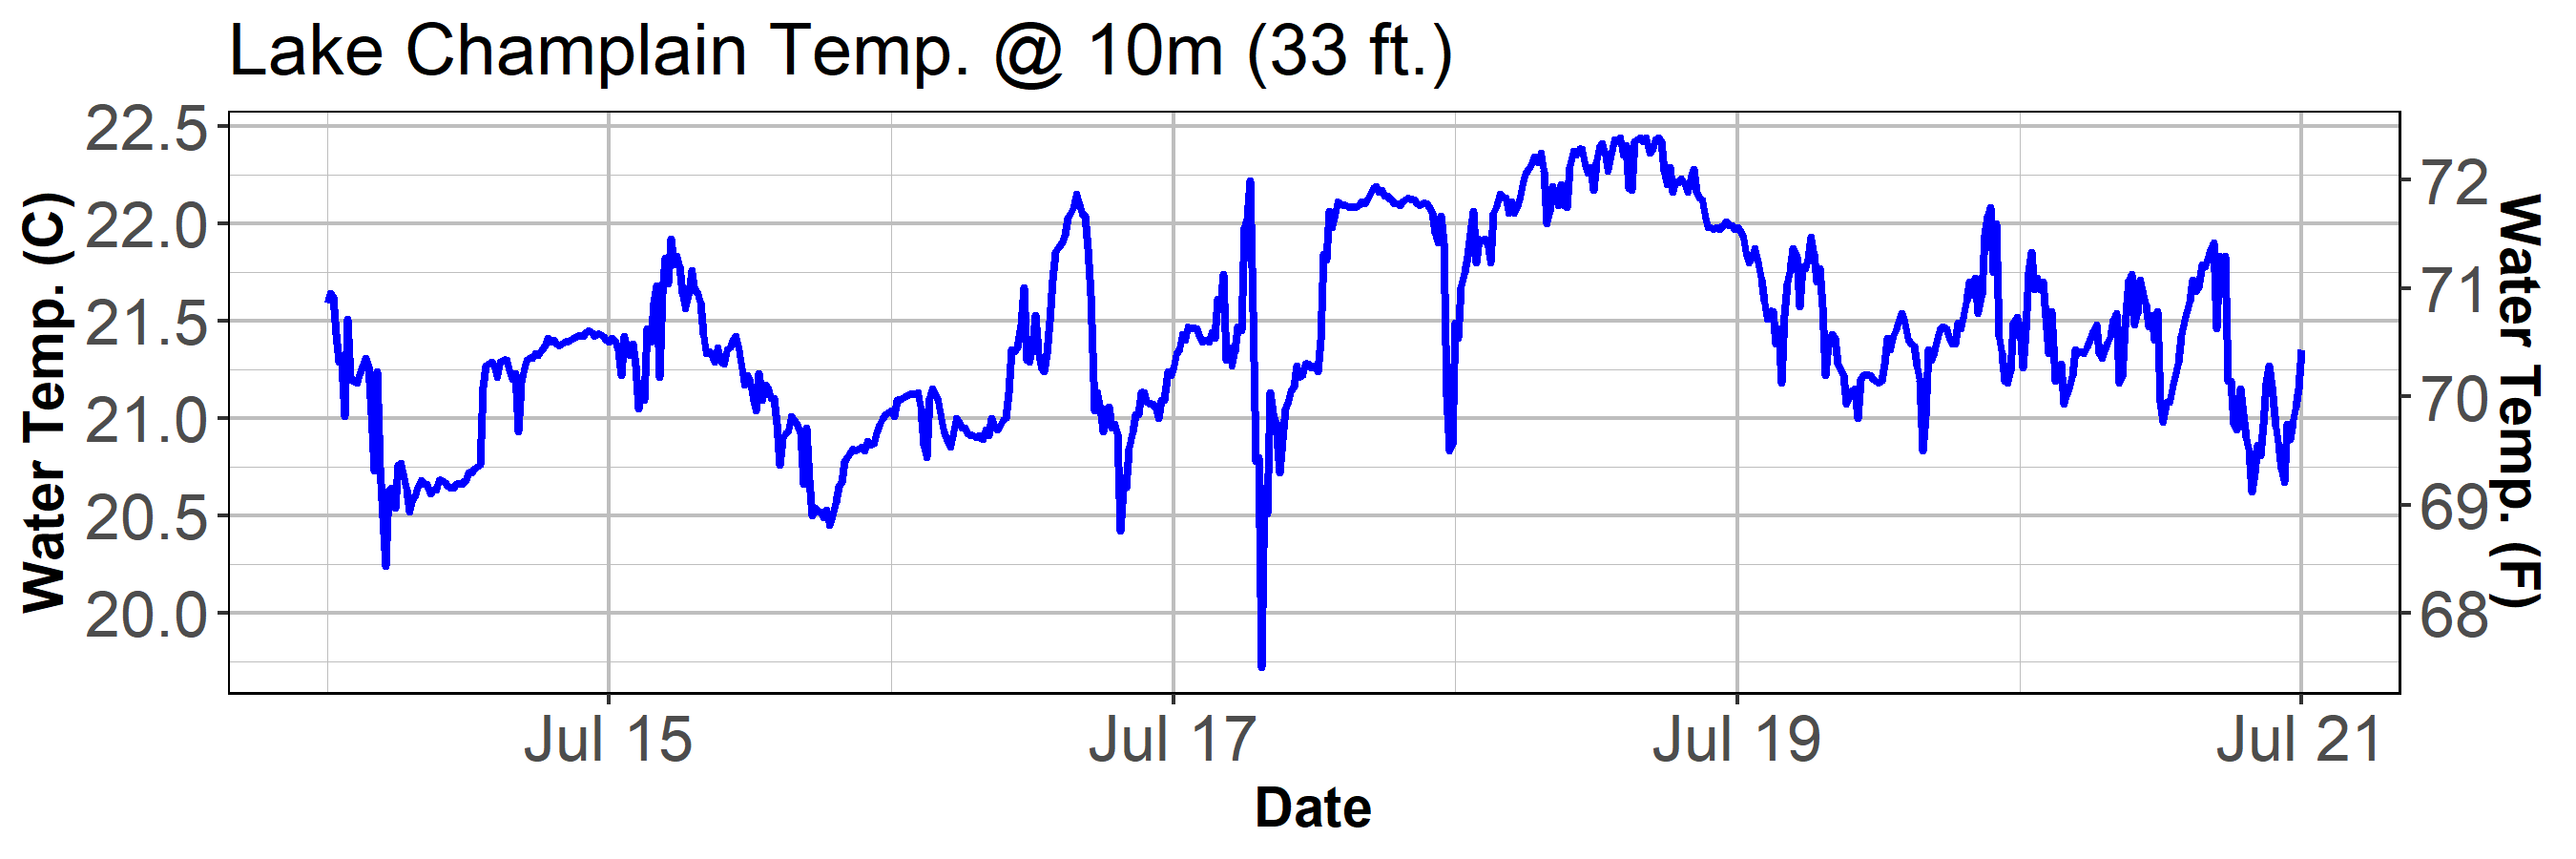 Lake Champlain Temp. @ 10m (33 ft.)
Water Temp. (C)
22.5
22.0
21.5
21.0
20.5
20.0
72
71
70
69
68
Water Temp. (F)
Jul 15
Jul 17
Jul 19
Jul 21
Date